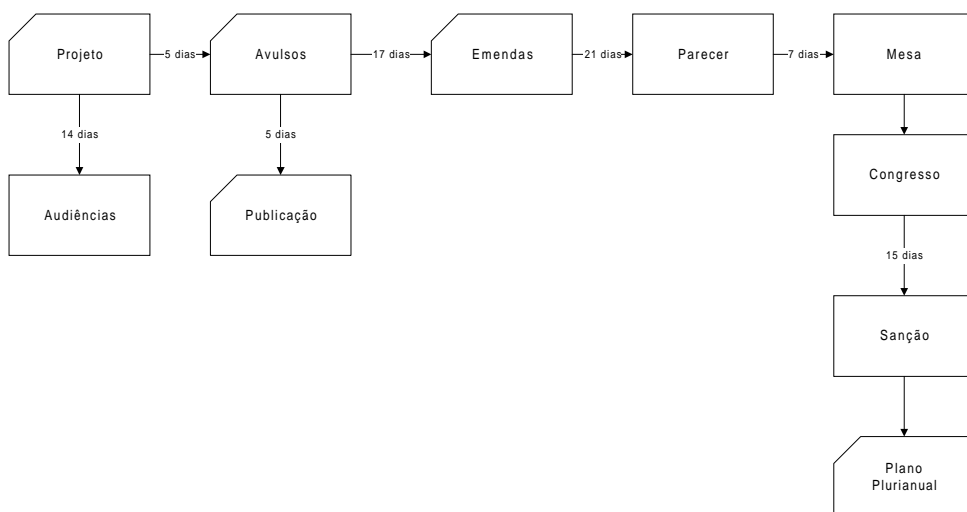 Projeto
5 dias
Avulsos
17 dias
Emendas
21 dias
Parecer
7 dias
Mesa
14 dias
5 dias
Congresso
Audiências
Publicação
15 dias
Sanção
Plano
Plurianual